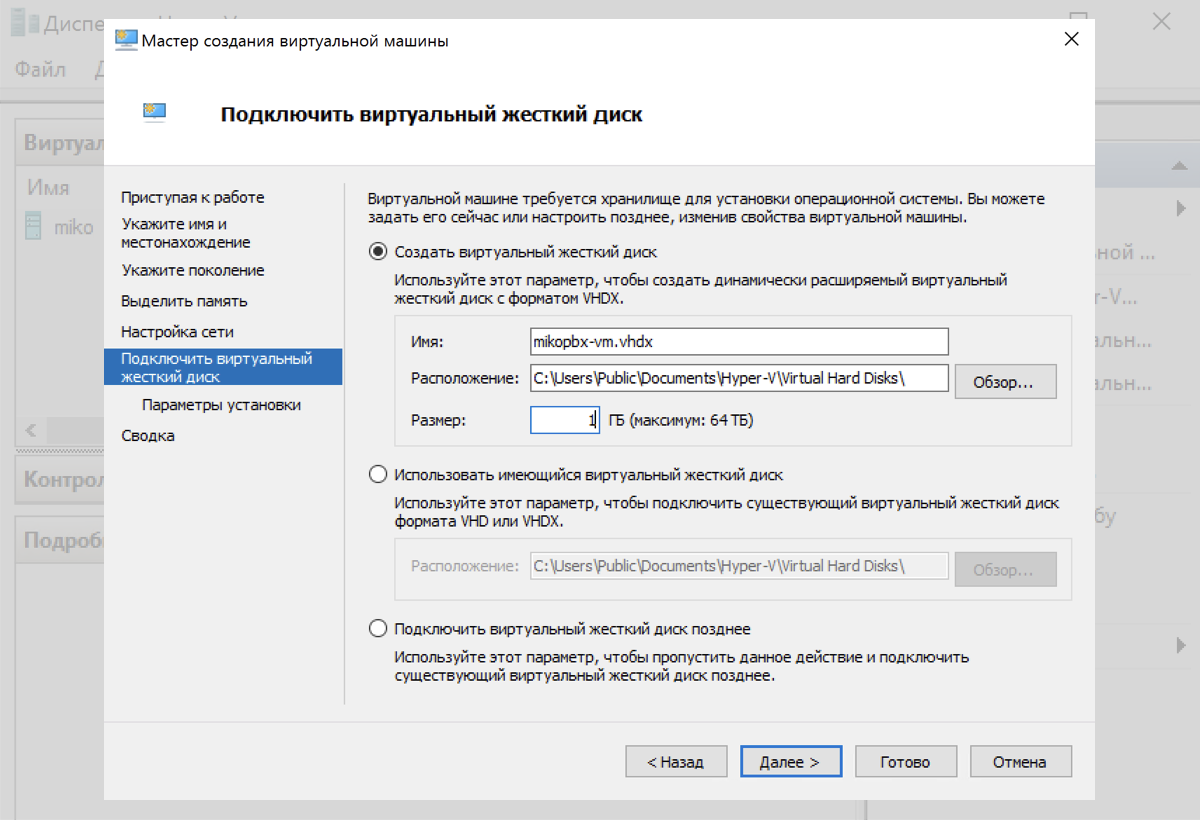 Файл
Виртуал
Имя
miko
Контрол
Подроб
Мастер создания виртуальной машины
Подключить виртуальный жесткий диск
Приступая к работе
Укажите имя и
местонахождение
Укажите поколение
Выделить память
Настройка сети
Подключить виртуальный
жесткий диск
Параметры установки
Сводка
Виртуальной машине требуется хранилище для установки операционной системы. Вы можете
задать его сейчас или настроить позднее, изменив свойства виртуальной машины.
Создать виртуальный жесткий диск
Используйте этот параметр, чтобы создать динамически расширяемый виртуальный
жесткий диск с форматом VHDX.
Имя: mikopbx-vm.vhdx
Расположение: C:\Users\Public\Documents\Hyper-V\Virtual Hard Disks\ Обзор...
Размер: 1 ГБ (максимум: 64 ТБ)
Использовать имеющийся виртуальный жесткий диск
Используйте этот параметр, чтобы подключить существующий виртуальный жесткий диск
формата VHD или VHDX.
Расположение: C:\Users\Public\Documents\Hyper-V\Virtual Hard Disks\ Обзор...
Подключить виртуальный жесткий диск позднее
Используйте этот параметр, чтобы пропустить данное действие и подключить
существующий виртуальный жесткий диск позднее.
< Назад Далее > Готово Отмена
ной ...
r-V...
альн...
альн...
бу